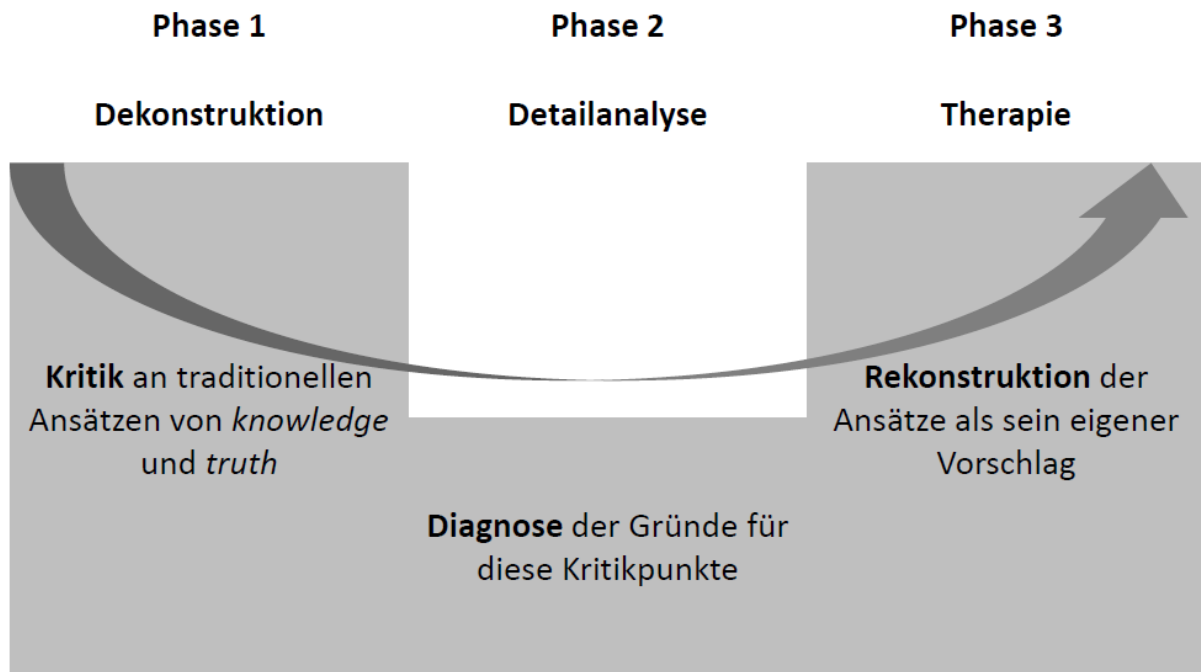 Phase 1
Phase 2
Phase 3
Dekonstruktion
Detailanalyse
Therapie
Kritik an traditionellen
Ansätzen von knowledge
und truth
Diagnose der Gründe für
diese Kritikpunkte
Rekonstruktion der
Ansätze als sein eigener
Vorschlag